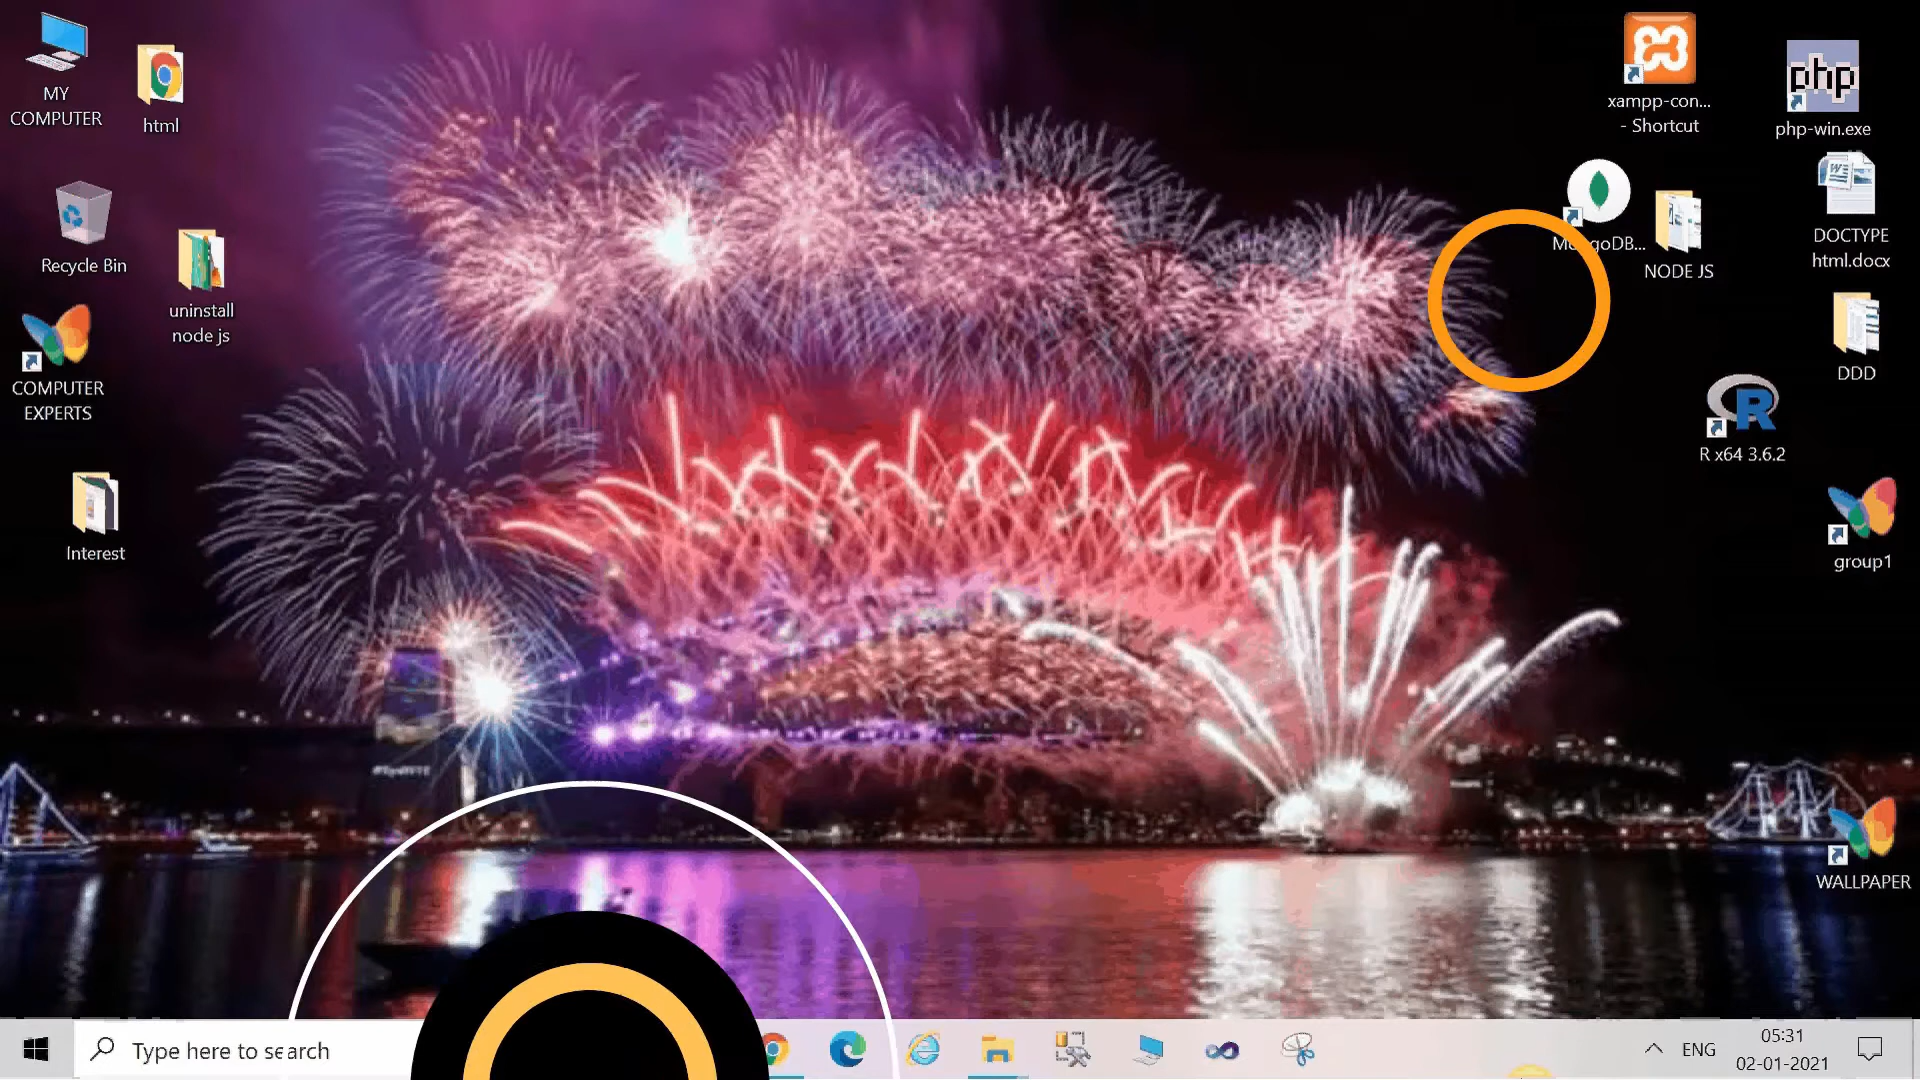 MY
COMPUTER
html
Recycle Bin
uninstall
node js
COMPUTER
EXPERTS
Interest
xampp-con...
- Shortcut
php
php-win.exe
MongoDB...
NODE JS
W
DOCTYPE
html.docx
DDD
R
R x64 3.6.2
group1
WALLPAPER
Type here to search
ENG
05:31
02-01-2021